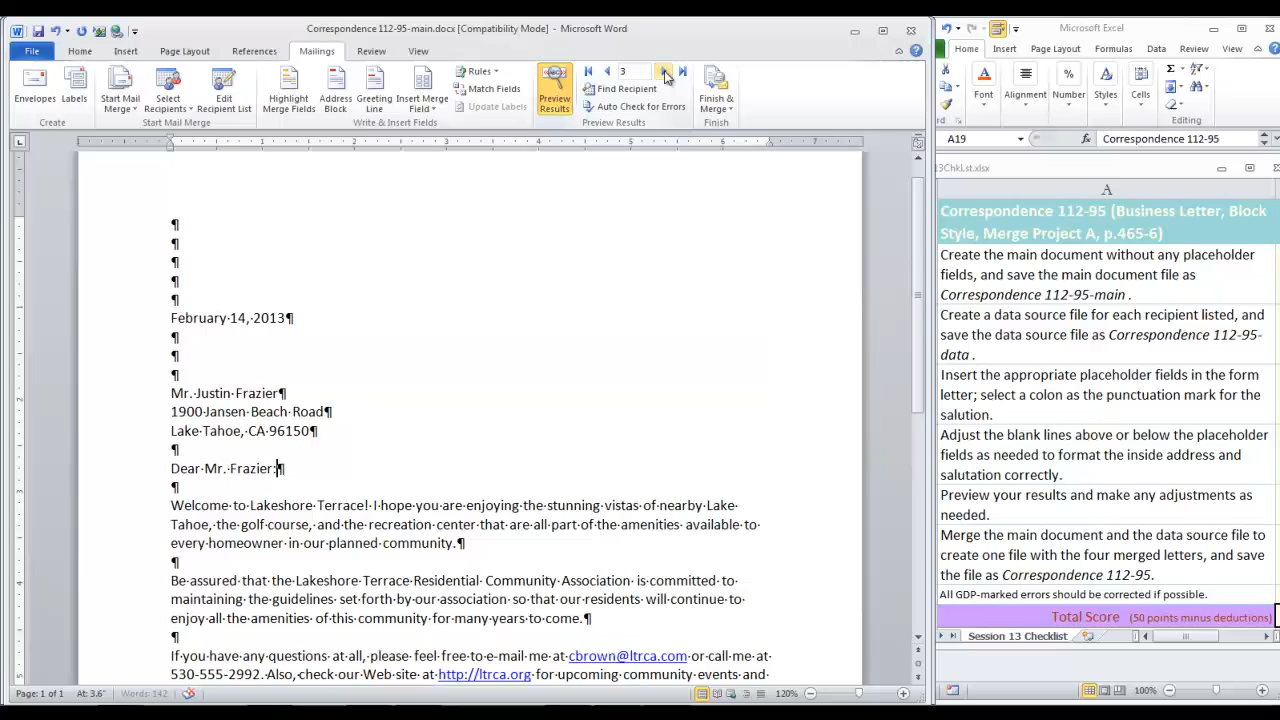 Correspondence 112-95-main.docx [Compatibility Mode] - Microsoft Word
File
Home
Insert
Page Layout
References
Mailings
Review
View
Envelopes
Labels
Start Mail Merge
Select Recipients
Edit Recipient List
Highlight Merge Fields
Address Block
Greeting Line
Insert Merge Field
Rules
Match Fields
Update Labels
Preview Results
3
Find Recipient
Auto Check for Errors
Finish & Merge
Create
Start Mail Merge
Write & Insert Fields
Preview Results
Finish
1 2 3 4 5 6 7
¶
¶
¶
¶
¶
February·14,·2013¶
¶
¶
¶
Mr.·Justin·Frazier¶
1900·Jansen·Beach·Road¶
Lake·Tahoe,·CA·96150¶
¶
Dear·Mr.·Frazier:¶
¶
Welcome·to·Lakeshore·Terrace!·I·hope·you·are·enjoying·the·stunning·vistas·of·nearby·Lake·
Tahoe,·the·golf·course,·and·the·recreation·center·that·are·all·part·of·the·amenities·available·to·
every·homeowner·in·our·planned·community.¶
¶
Be·assured·that·the·Lakeshore·Terrace·Residential·Community·Association·is·committed·to·
maintaining·the·guidelines·set·forth·by·our·association·so·that·our·residents·will·continue·to·
enjoy·all·the·amenities·of·this·community·for·many·years·to·come.¶
¶
If·you·have·any·questions·at·all,·please·feel·free·to·e-mail·me·at·cbrown@ltrca.com·or·call·me·at·
530-555-2992.·Also,·check·our·Web·site·at·http://ltrca.org·for·upcoming·community·events·and·
Page: 1 of 1
At: 3.6"
Words: 142
120%
Microsoft Excel
Home
Insert
Page Layout
Formulas
Data
Review
View
Font
Alignment
Number
Styles
Cells
Editing
A19
fx
Correspondence 112-95
13ChkLst.xlsx
A
Correspondence 112-95 (Business Letter, Block
Style, Merge Project A, p.465-6)
Create the main document without any placeholder
fields, and save the main document file as
Correspondence 112-95-main .
Create a data source file for each recipient listed, and
save the data source file as Correspondence 112-95-
data .
Insert the appropriate placeholder fields in the form
letter; select a colon as the punctuation mark for the
salution.
Adjust the blank lines above or below the placeholder
fields as needed to format the inside address and
salutation correctly.
Preview your results and make any adjustments as
needed.
Merge the main document and the data source file to
create one file with the four merged letters, and save
the file as Correspondence 112-95.
All GDP-marked errors should be corrected if possible.
Total Score (50 points minus deductions)
Session 13 Checklist
100%